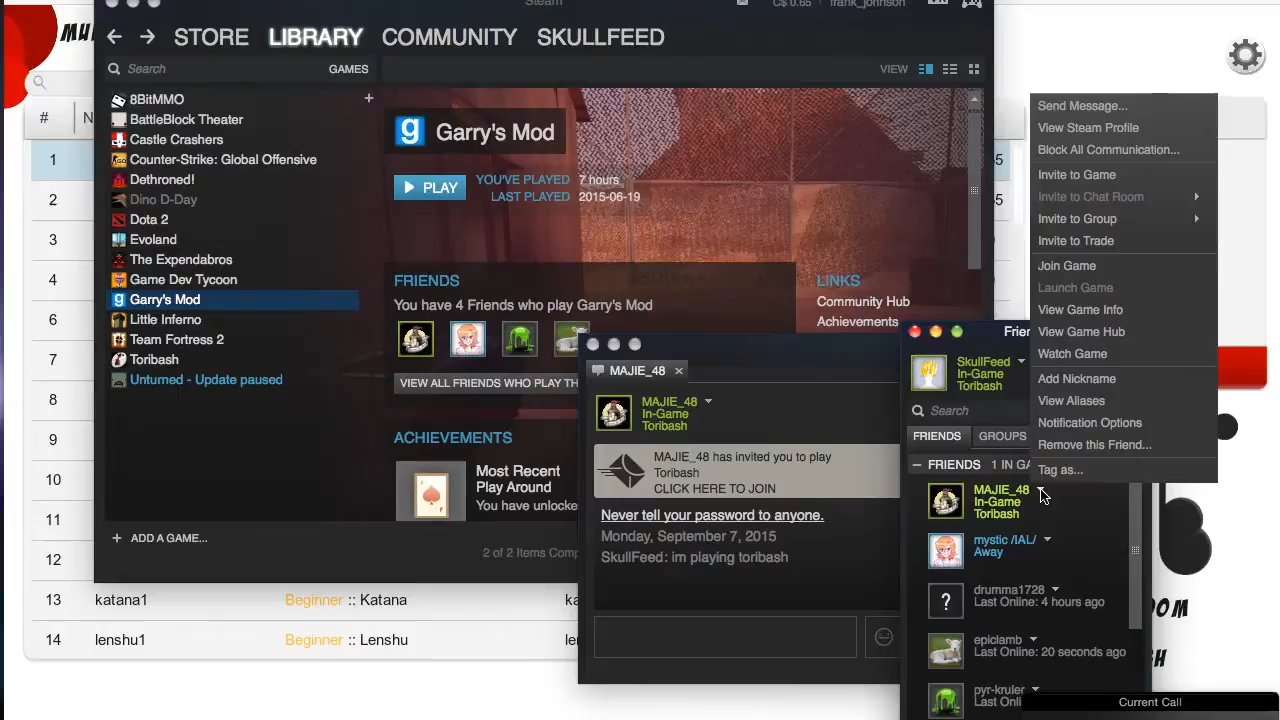 Steam
C$ 0.65
frank_johnson
STORE
LIBRARY
COMMUNITY
SKULLFEED
Search
GAMES
VIEW
#
N
1
2
3
4
6
7
8
9
10
11
12
13 katana1 Beginner :: Katana ka
14 lenshu1 Beginner :: Lenshu le
8BitMMO
BattleBlock Theater
Castle Crashers
Counter-Strike: Global Offensive
Dethroned!
Dino D-Day
Dota 2
Evoland
The Expendabros
Game Dev Tycoon
Garry's Mod
Little Inferno
Team Fortress 2
Toribash
Unturned - Update paused
+ ADD A GAME...
Garry's Mod
PLAY
YOU'VE PLAYED 7 hours
LAST PLAYED 2015-06-19
FRIENDS
You have 4 Friends who play Garry's Mod
VIEW ALL FRIENDS WHO PLAY TH
ACHIEVEMENTS
Most Recent
Play Around
You have unlocke
2 of 2 Items Comp
LINKS
Community Hub
Achievements
MAJIE_48
MAJIE_48
In-Game
Toribash
MAJIE_48 has invited you to play
Toribash
CLICK HERE TO JOIN
Never tell your password to anyone.
Monday, September 7, 2015
SkullFeed: im playing toribash
Frien
SkullFeed
In-Game
Toribash
Search
FRIENDS
GROUPS
FRIENDS 1 IN GA
MAJIE_48
In-Game
Toribash
mystic /IAL/
Away
drumma1728
Last Online: 4 hours ago
?
epiclamb
Last Online: 20 seconds ago
pyr-kruler
Last Onli
Send Message...
View Steam Profile
Block All Communication...
Invite to Game
Invite to Chat Room
Invite to Group
Invite to Trade
Join Game
Launch Game
View Game Info
View Game Hub
Watch Game
Add Nickname
View Aliases
Notification Options
Remove this Friend...
Tag as...
Current Call